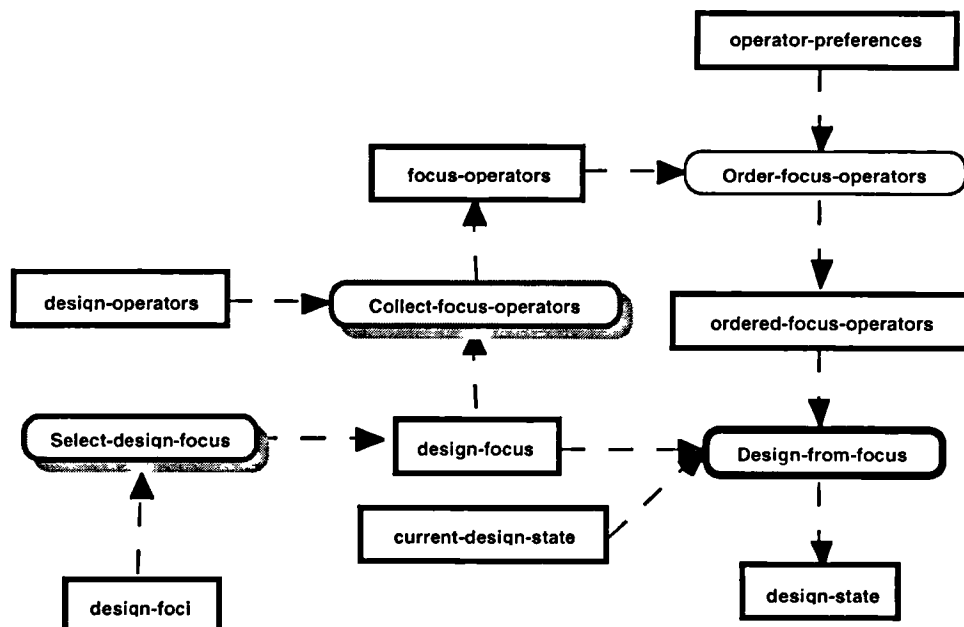 operator-preferences
focus-operators
Order-focus-operators
design-operators
Collect-focus-operators
ordered-focus-operators
Select-design-focus
design-focus
Design-from-focus
current-design-state
design-foci
design-state